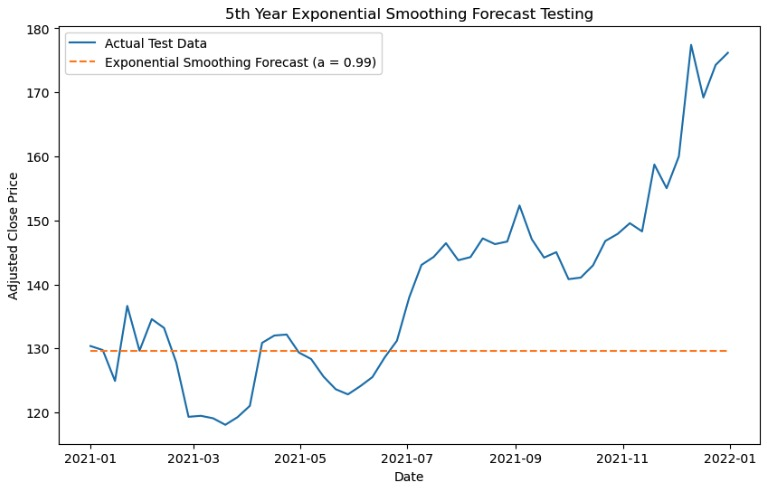 5th Year Exponential Smoothing Forecast Testing
Actual Test Data
Exponential Smoothing Forecast (a = 0.99)
180
170
160
150
140
130
120
Adjusted Close Price
2021-01 2021-03 2021-05 2021-07 2021-09 2021-11 2022-01
Date